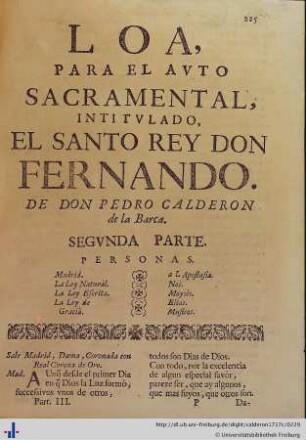 225
LOA,
PARA EL AVTO
SACRAMENTAL,
INTITVLADO,
EL SANTO REY DON
FERNANDO.
DE DON PEDRO CALDERON
de la Barca.
SEGVNDA PARTE.
PERSONAS.
Madrid. a I. Apostasia.
La Ley Natural. Noè.
La Ley Escrita. Moysès.
La Ley de Elias.
Gracia. Musicos.
Sale Madrid, Dama, Coronada con
Real Corona de Oro.
Mad. Aunq̃ desde el primer Dia
en q̃ Dios la Luz formò,
sucessivos vnos de otros,
Part. III.
todos son Dias de Dios.
Con todo, por la excelencia
de algun especial favor,
parece ser, que ay algunos,
que mas suyos, que otros son.
P Da-
http://dl.ub.uni-freiburg.de/diglit/calderon1717c/0225
© Universitätsbibliothek Freiburg